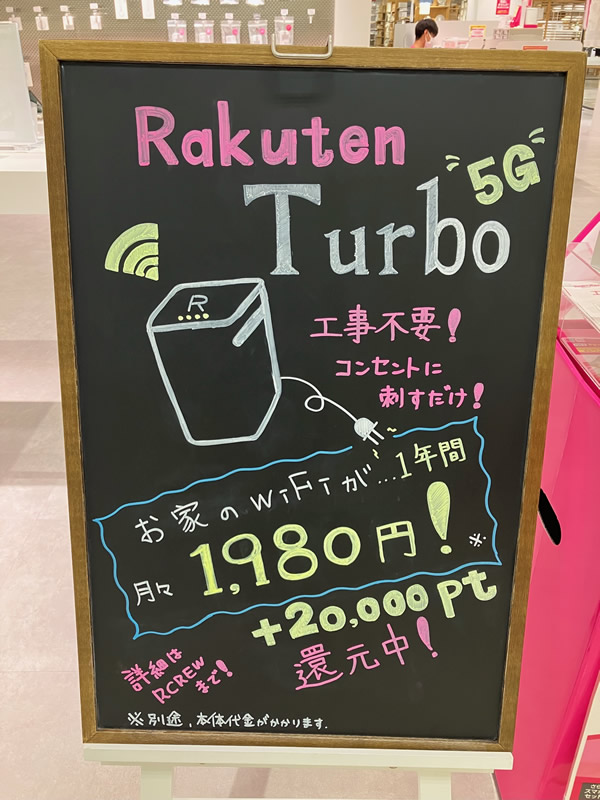 Rakuten
Turbo
5G
R
工事不要!
コンセントに
刺すだけ!
お家のWiFiが...1年間
月々 1,980円! ※
+20,000pt
還元中!
詳細は
RCREW
まで!
※別途、本体代金がかかります.